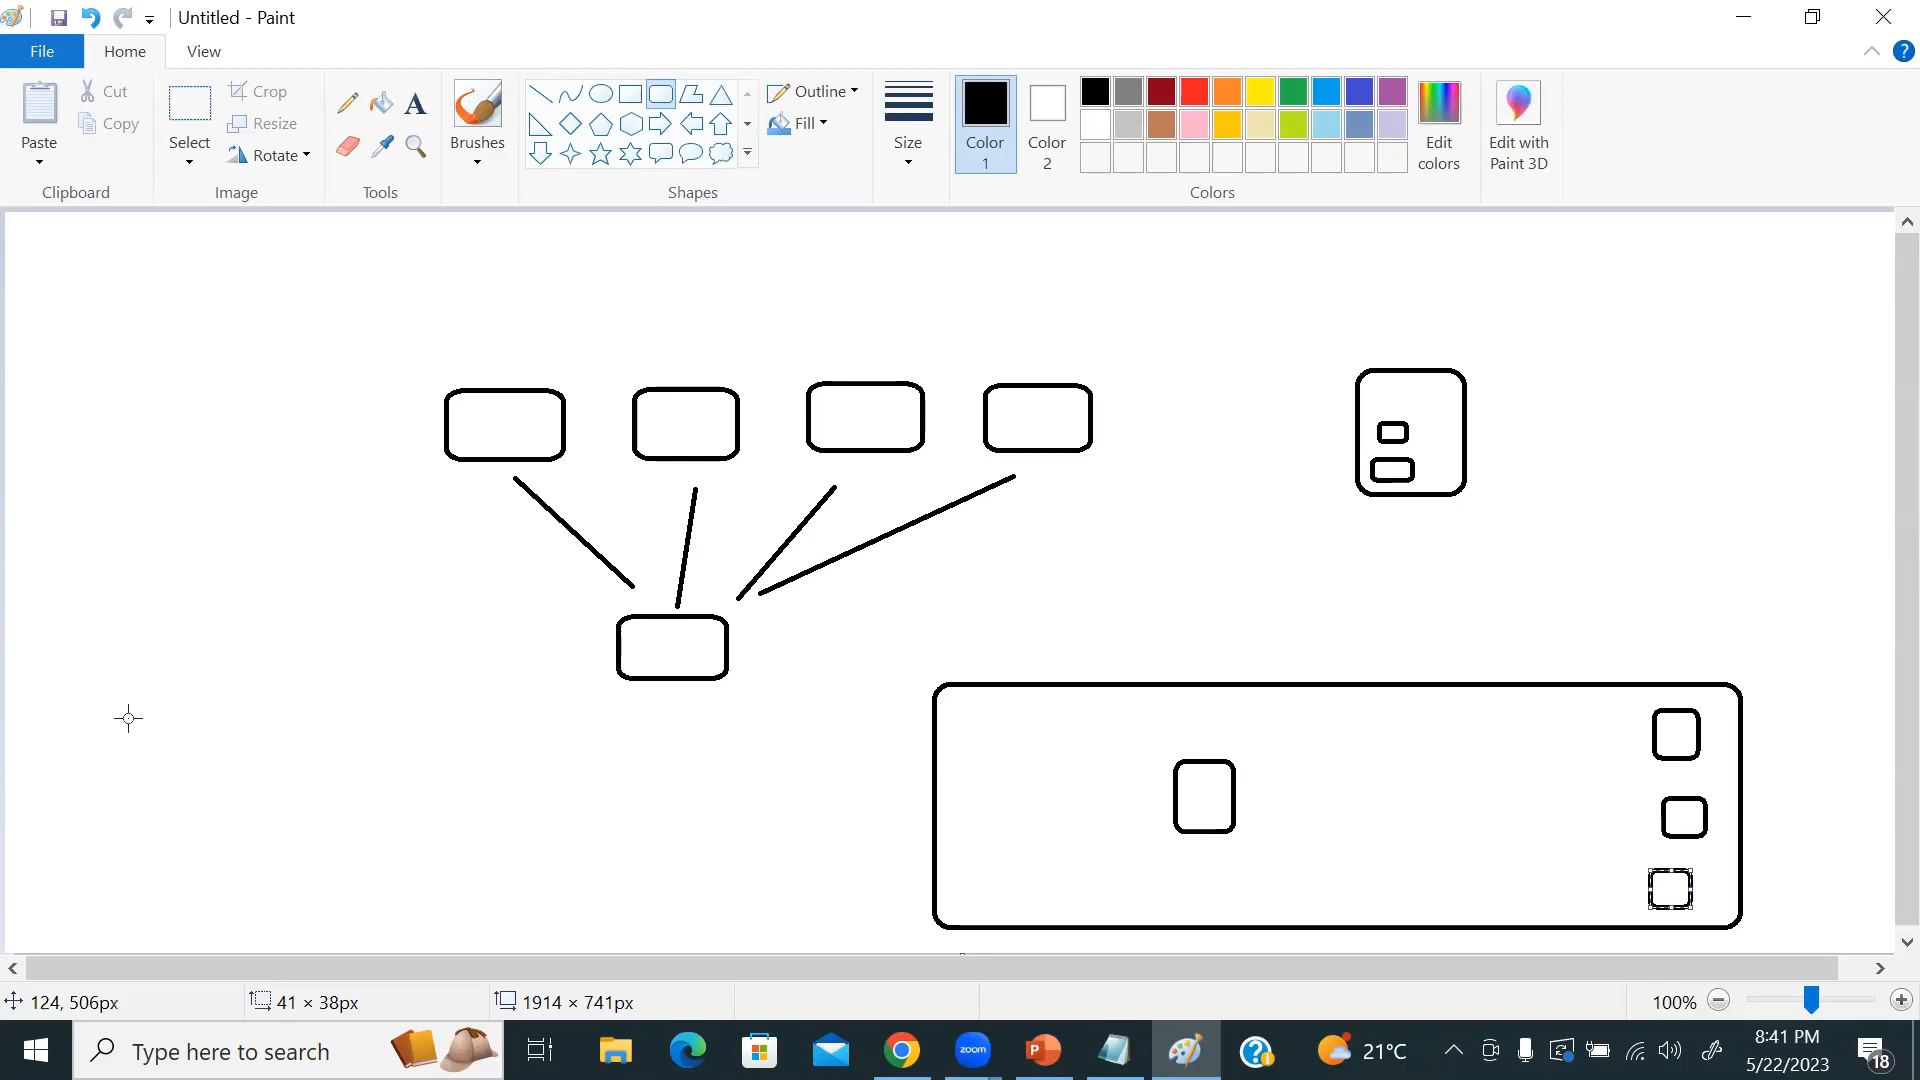 Untitled - Paint
File
Home
View
Paste
Cut
Copy
Clipboard
Select
Crop
Resize
Rotate
Image
A
Tools
Brushes
Outline
Fill
Shapes
Size
Color 1
Color 2
Edit colors
Colors
Edit with Paint 3D
?
124, 506px
41 × 38px
1914 × 741px
100%
Type here to search
zoom
P
?
21°C
8:41 PM
5/22/2023
18